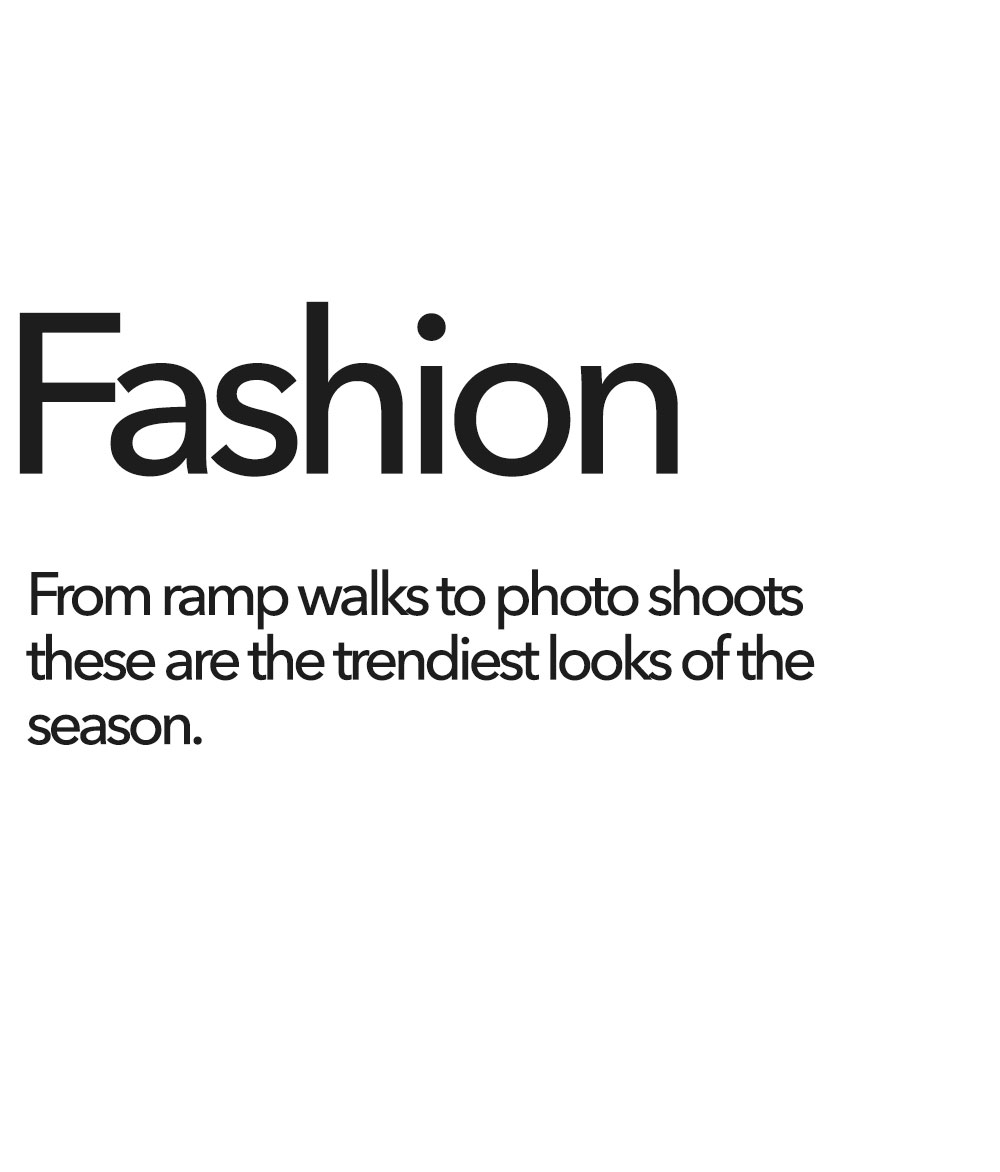 Fashion
From ramp walks to photo shoots
these are the trendiest looks of the
season.